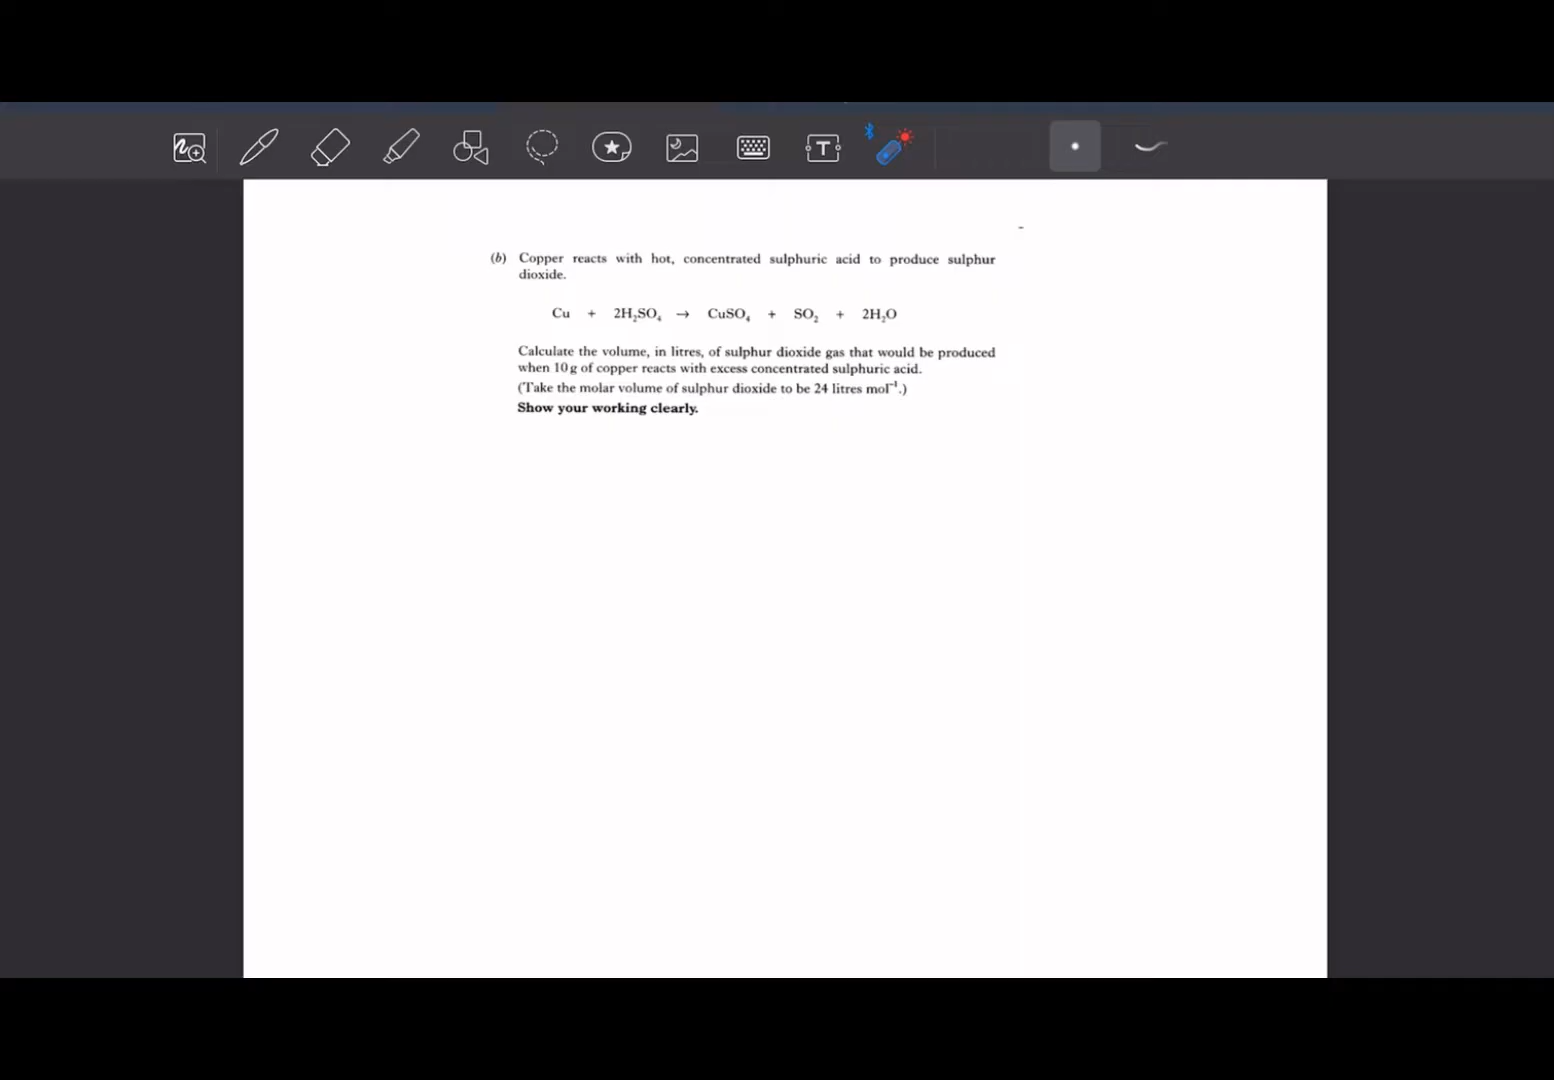 (b) Copper reacts with hot, concentrated sulphuric acid to produce sulphur
dioxide.
Cu + 2H₂SO₄ → CuSO₄ + SO₂ + 2H₂O
Calculate the volume, in litres, of sulphur dioxide gas that would be produced
when 10 g of copper reacts with excess concentrated sulphuric acid.
(Take the molar volume of sulphur dioxide to be 24 litres mol⁻¹.)
Show your working clearly.